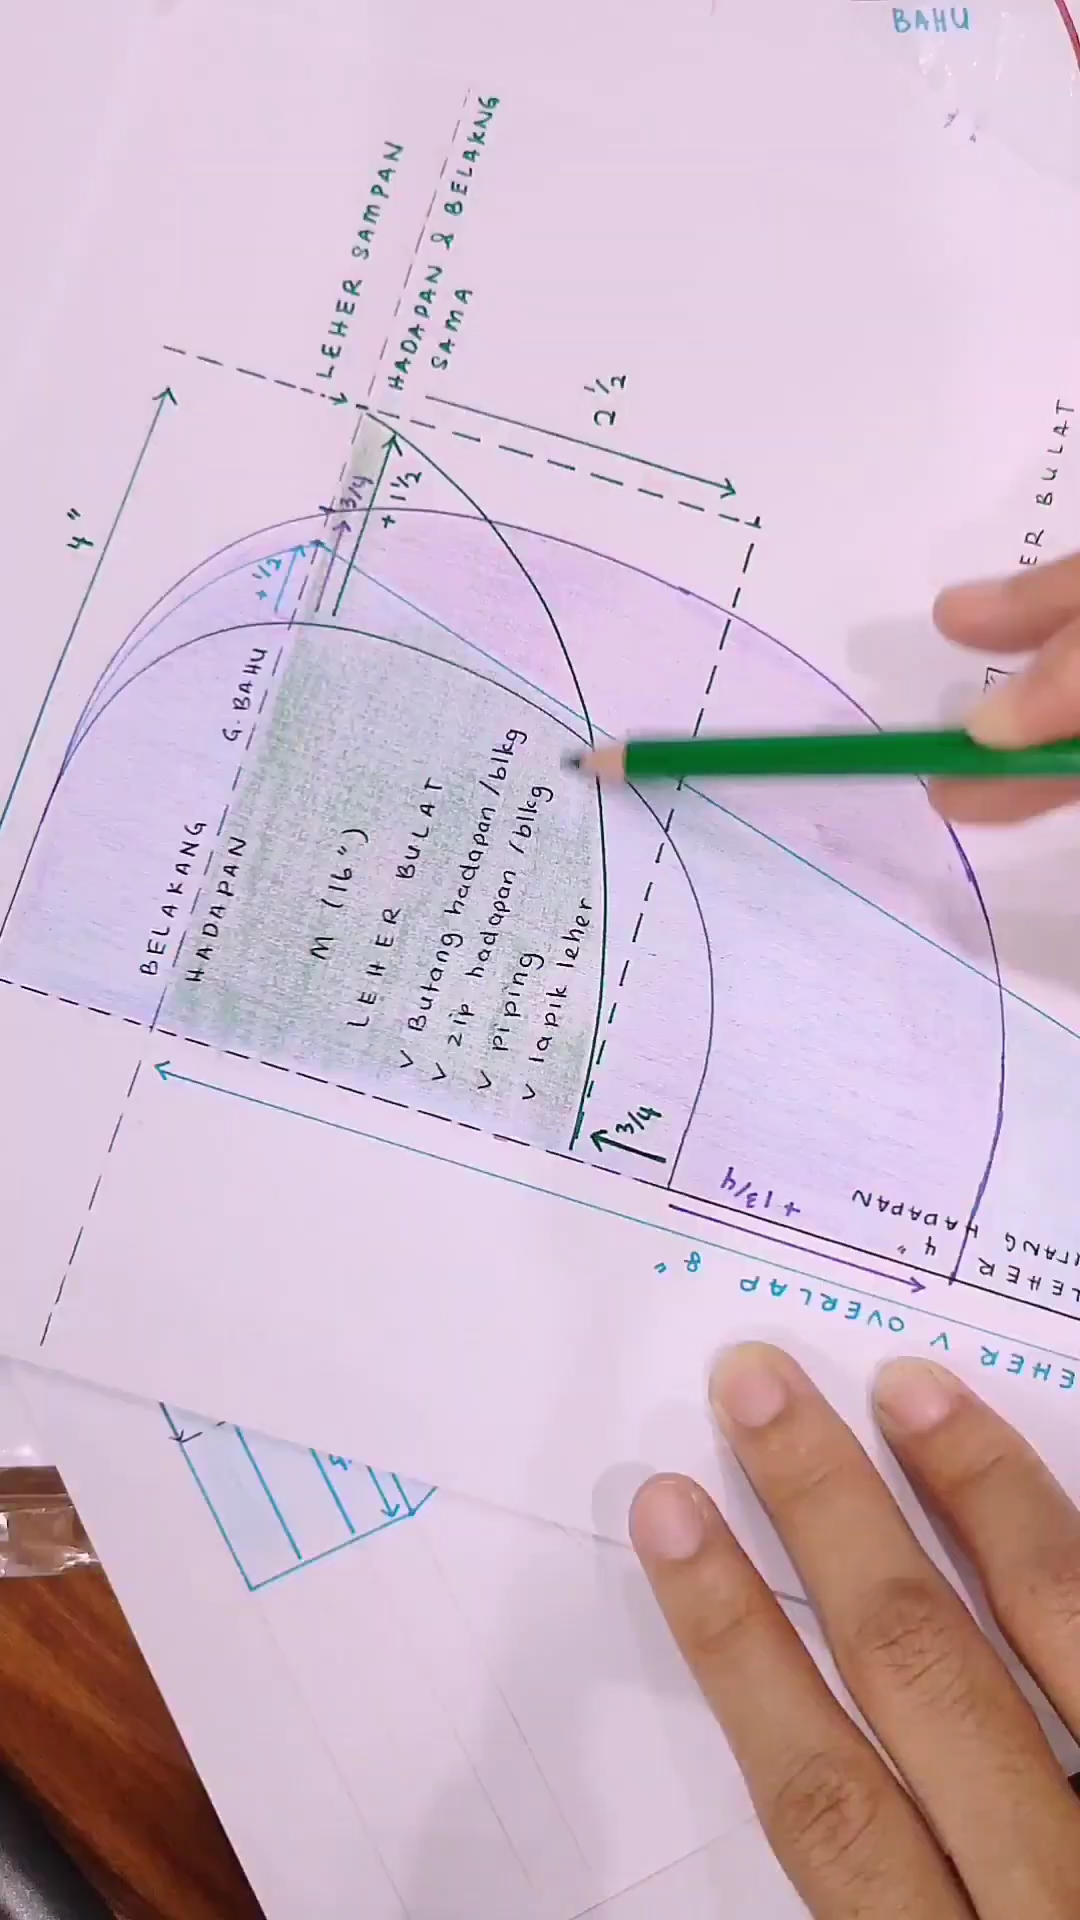 BAHU
LEHER SAMPAN
HADAPAN & BELAKNG
SAMA
2 1/2
4"
+ 1 1/2
3/4
+ 1/2
G. BAHU
BELAKANG
HADAPAN
M (16")
LEHER BULAT
✓ Butang hadapan/blkg
✓ zip hadapan/blkg
✓ piping
✓ lapik leher
3/4
+1 3/4
4"
LEHER
HADAPAN
EHER V OVERLAP 8"
ER BULAT